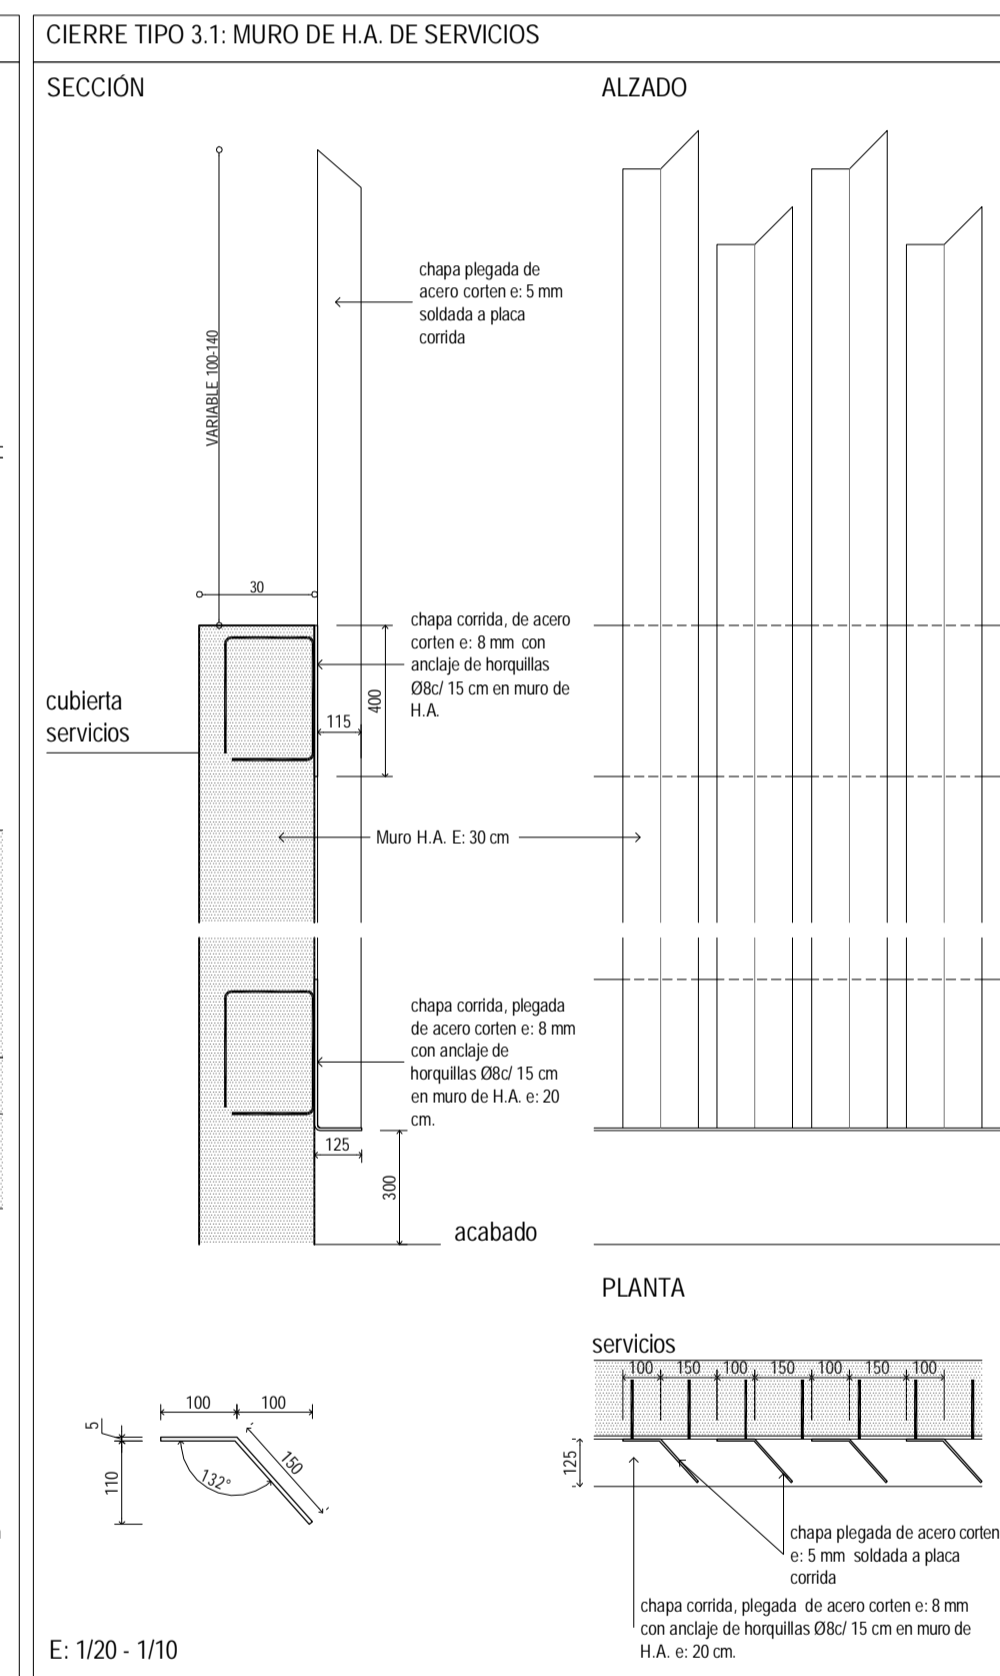 CIERRE TIPO 3.1: MURO DE H.A. DE SERVICIOS
SECCIÓN
ALZADO
chapa plegada de
acero corten e: 5 mm
soldada a placa
corrida
VARIABLE 100-140
30
chapa corrida, de acero
corten e: 8 mm con
anclaje de horquillas
Ø8c/ 15 cm en muro de
H.A.
400
115
cubierta
servicios
Muro H.A. E: 30 cm
chapa corrida, plegada
de acero corten e: 8 mm
con anclaje de
horquillas Ø8c/ 15 cm
en muro de H.A. e: 20
cm.
125
300
acabado
PLANTA
servicios
100 150 100 150 100 150 100
125
100 100
5
110
132°
150
chapa plegada de acero corten
e: 5 mm soldada a placa
corrida
chapa corrida, plegada de acero corten e: 8 mm
con anclaje de horquillas Ø8c/ 15 cm en muro de
H.A. e: 20 cm.
E: 1/20 - 1/10